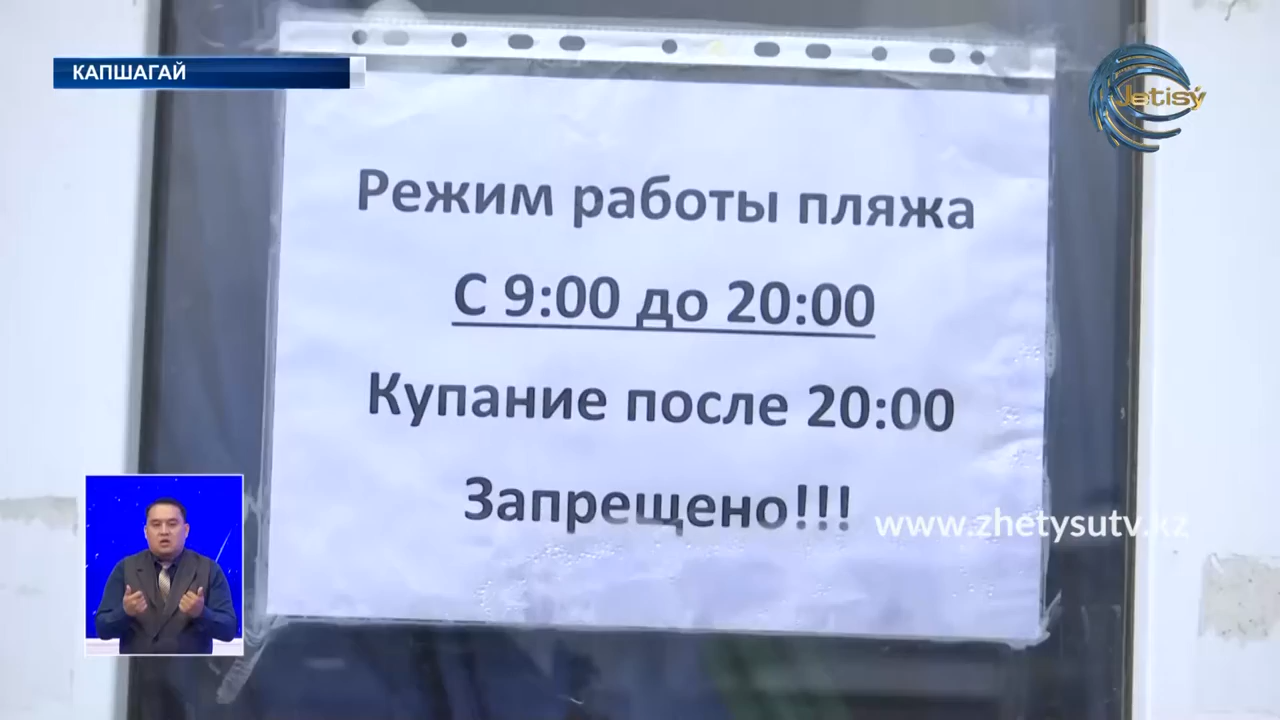 КАПШАГАЙ
Jetisý
Режим работы пляжа
С 9:00 до 20:00
Купание после 20:00
Запрещено!!!
www.zhetysutv.kz